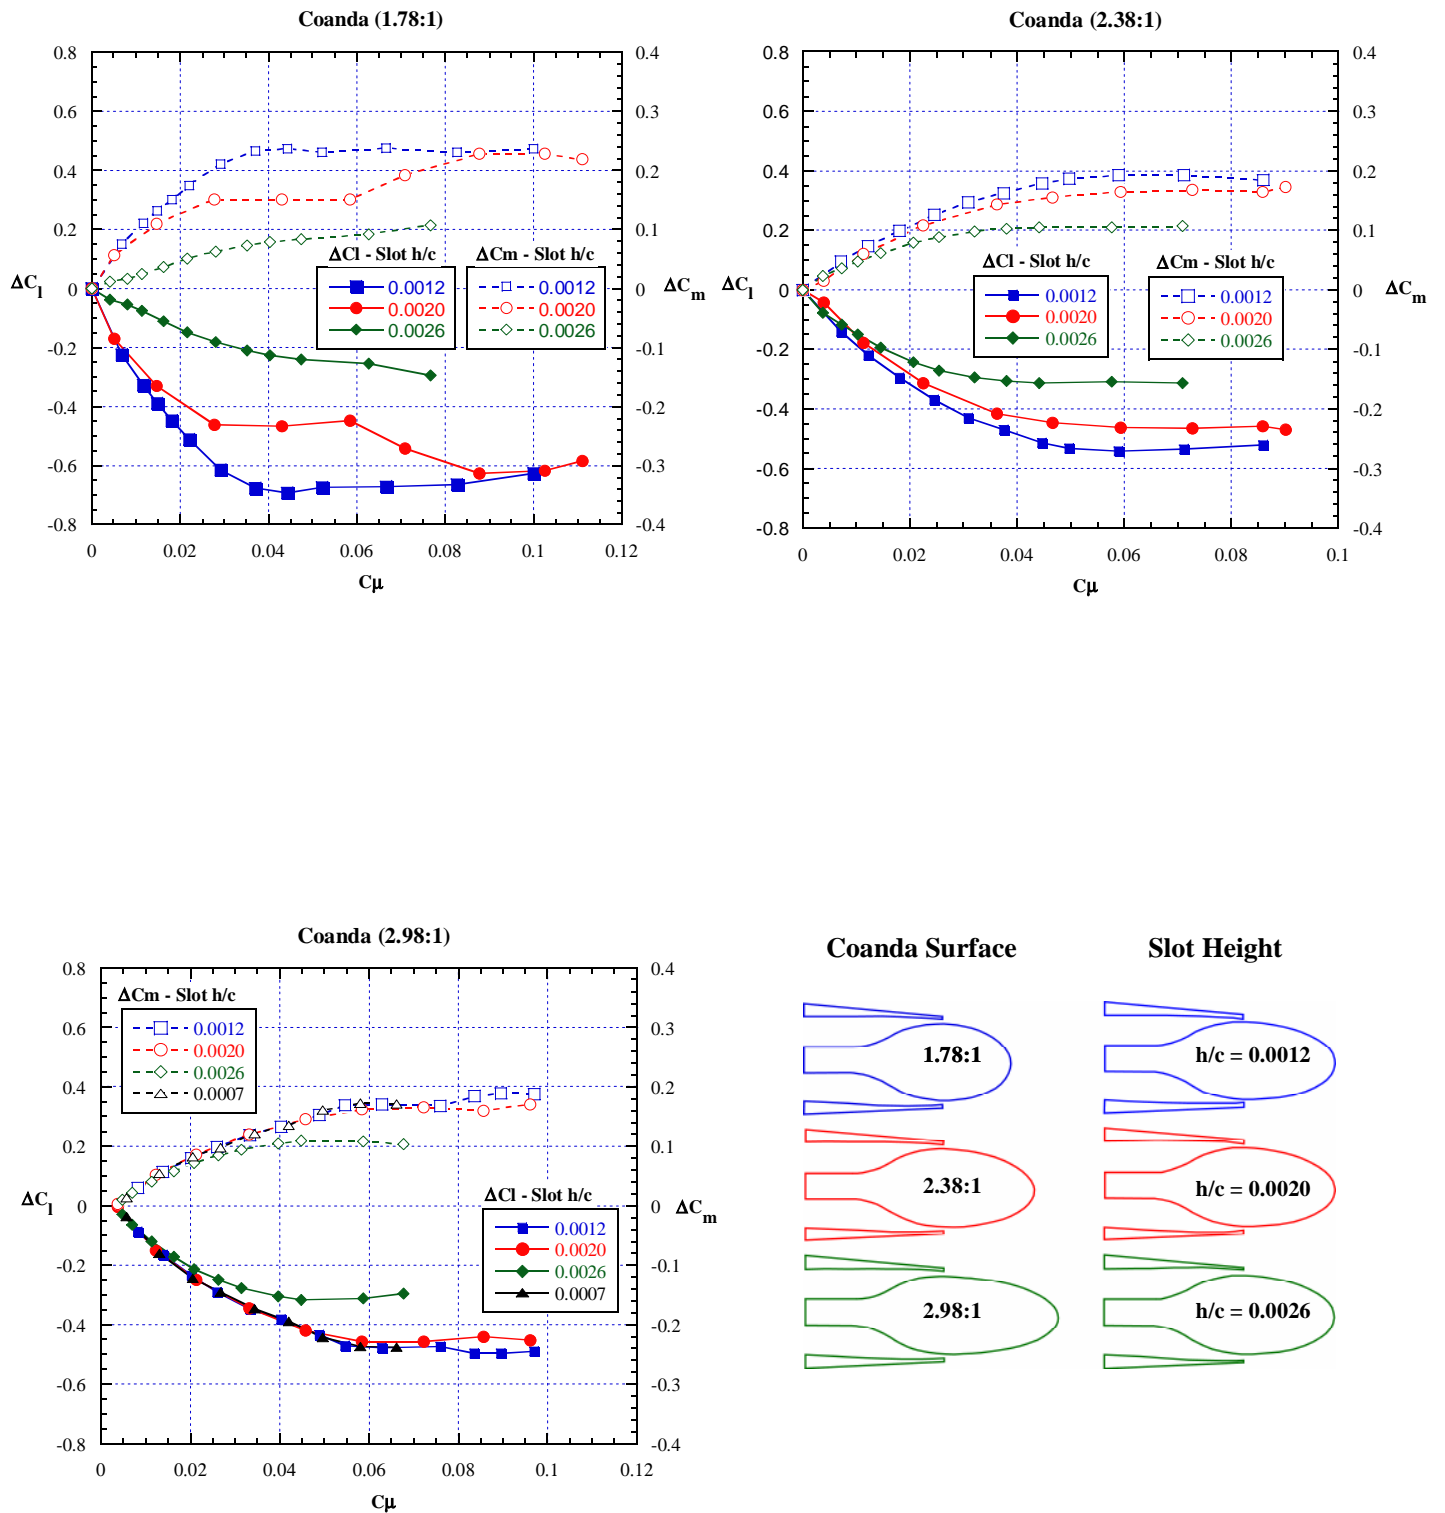 Coanda (1.78:1)
0.8
0.6
0.4
0.2
0
-0.2
-0.4
-0.6
-0.8
ΔCl
0.4
0.3
0.2
0.1
0
-0.1
-0.2
-0.3
-0.4
ΔCm
ΔCl - Slot h/c
0.0012
0.0020
0.0026
ΔCm - Slot h/c
0.0012
0.0020
0.0026
0 0.02 0.04 0.06 0.08 0.1 0.12
Cμ
Coanda (2.38:1)
0.8
0.6
0.4
0.2
0
-0.2
-0.4
-0.6
-0.8
ΔCl
0.4
0.3
0.2
0.1
0
-0.1
-0.2
-0.3
-0.4
ΔCm
ΔCl - Slot h/c
0.0012
0.0020
0.0026
ΔCm - Slot h/c
0.0012
0.0020
0.0026
0 0.02 0.04 0.06 0.08 0.1
Cμ
Coanda (2.98:1)
0.8
0.6
0.4
0.2
0
-0.2
-0.4
-0.6
-0.8
ΔCl
0.4
0.3
0.2
0.1
0
-0.1
-0.2
-0.3
-0.4
ΔCm
ΔCm - Slot h/c
0.0012
0.0020
0.0026
0.0007
ΔCl - Slot h/c
0.0012
0.0020
0.0026
0.0007
0 0.02 0.04 0.06 0.08 0.1 0.12
Cμ
Coanda Surface
1.78:1
2.38:1
2.98:1
Slot Height
h/c = 0.0012
h/c = 0.0020
h/c = 0.0026